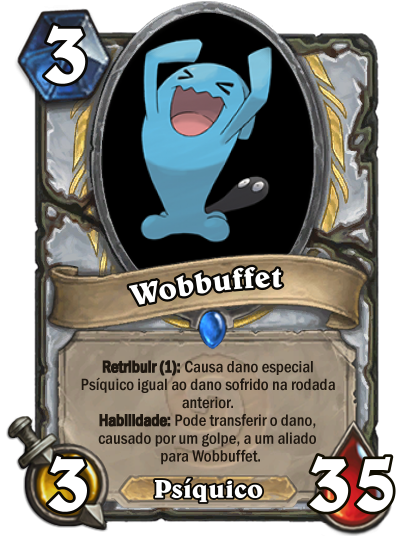 3
Wobbuffet
Retribuir (1): Causa dano especial
Psíquico igual ao dano sofrido na rodada
anterior.
Habilidade: Pode transferir o dano,
causado por um golpe, a um aliado
para Wobbuffet.
3
Psíquico
35